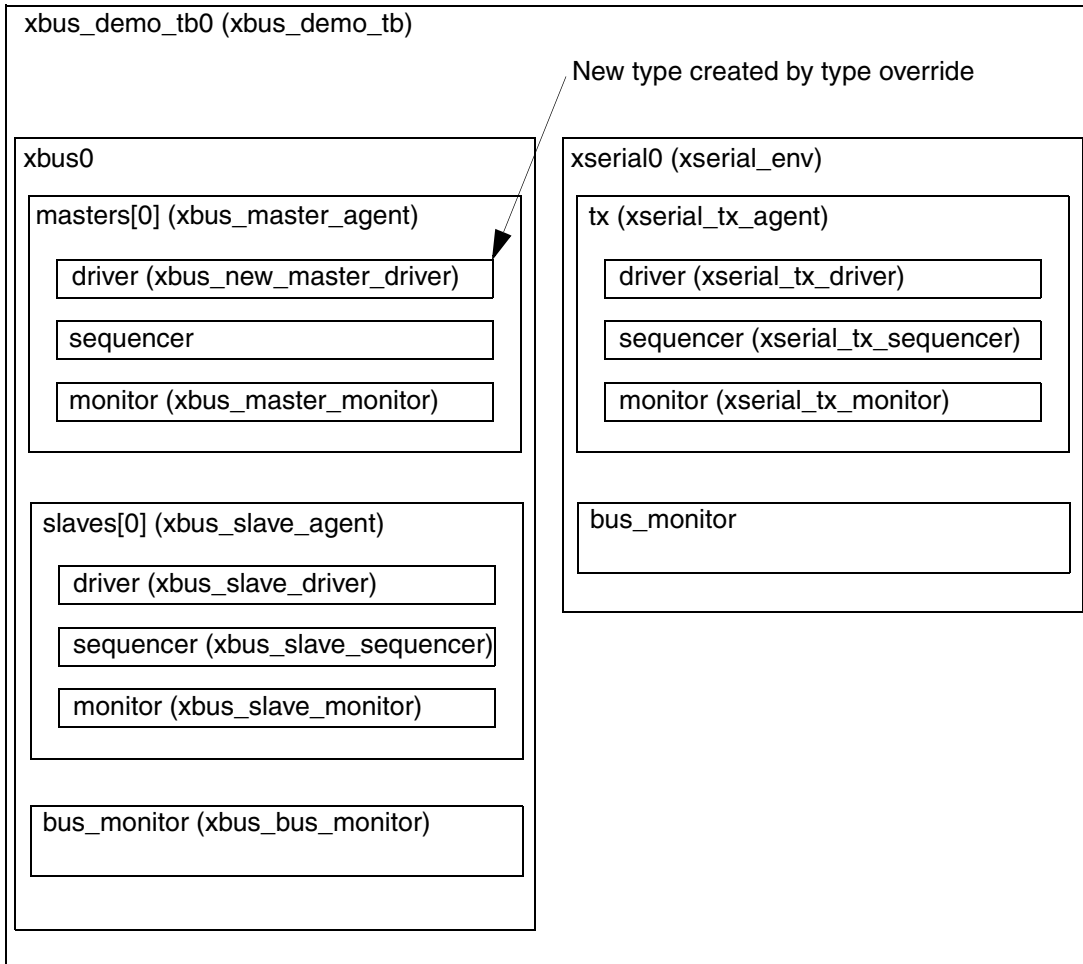 xbus_demo_tb0 (xbus_demo_tb)
New type created by type override
xbus0
masters[0] (xbus_master_agent)
driver (xbus_new_master_driver)
sequencer
monitor (xbus_master_monitor)
slaves[0] (xbus_slave_agent)
driver (xbus_slave_driver)
sequencer (xbus_slave_sequencer)
monitor (xbus_slave_monitor)
bus_monitor (xbus_bus_monitor)
xserial0 (xserial_env)
tx (xserial_tx_agent)
driver (xserial_tx_driver)
sequencer (xserial_tx_sequencer)
monitor (xserial_tx_monitor)
bus_monitor